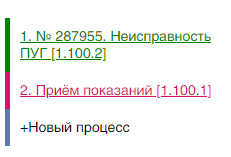 1. № 287955. Неисправность
ПУГ [1.100.2]
2. Приём показаний [1.100.1]
+Новый процесс